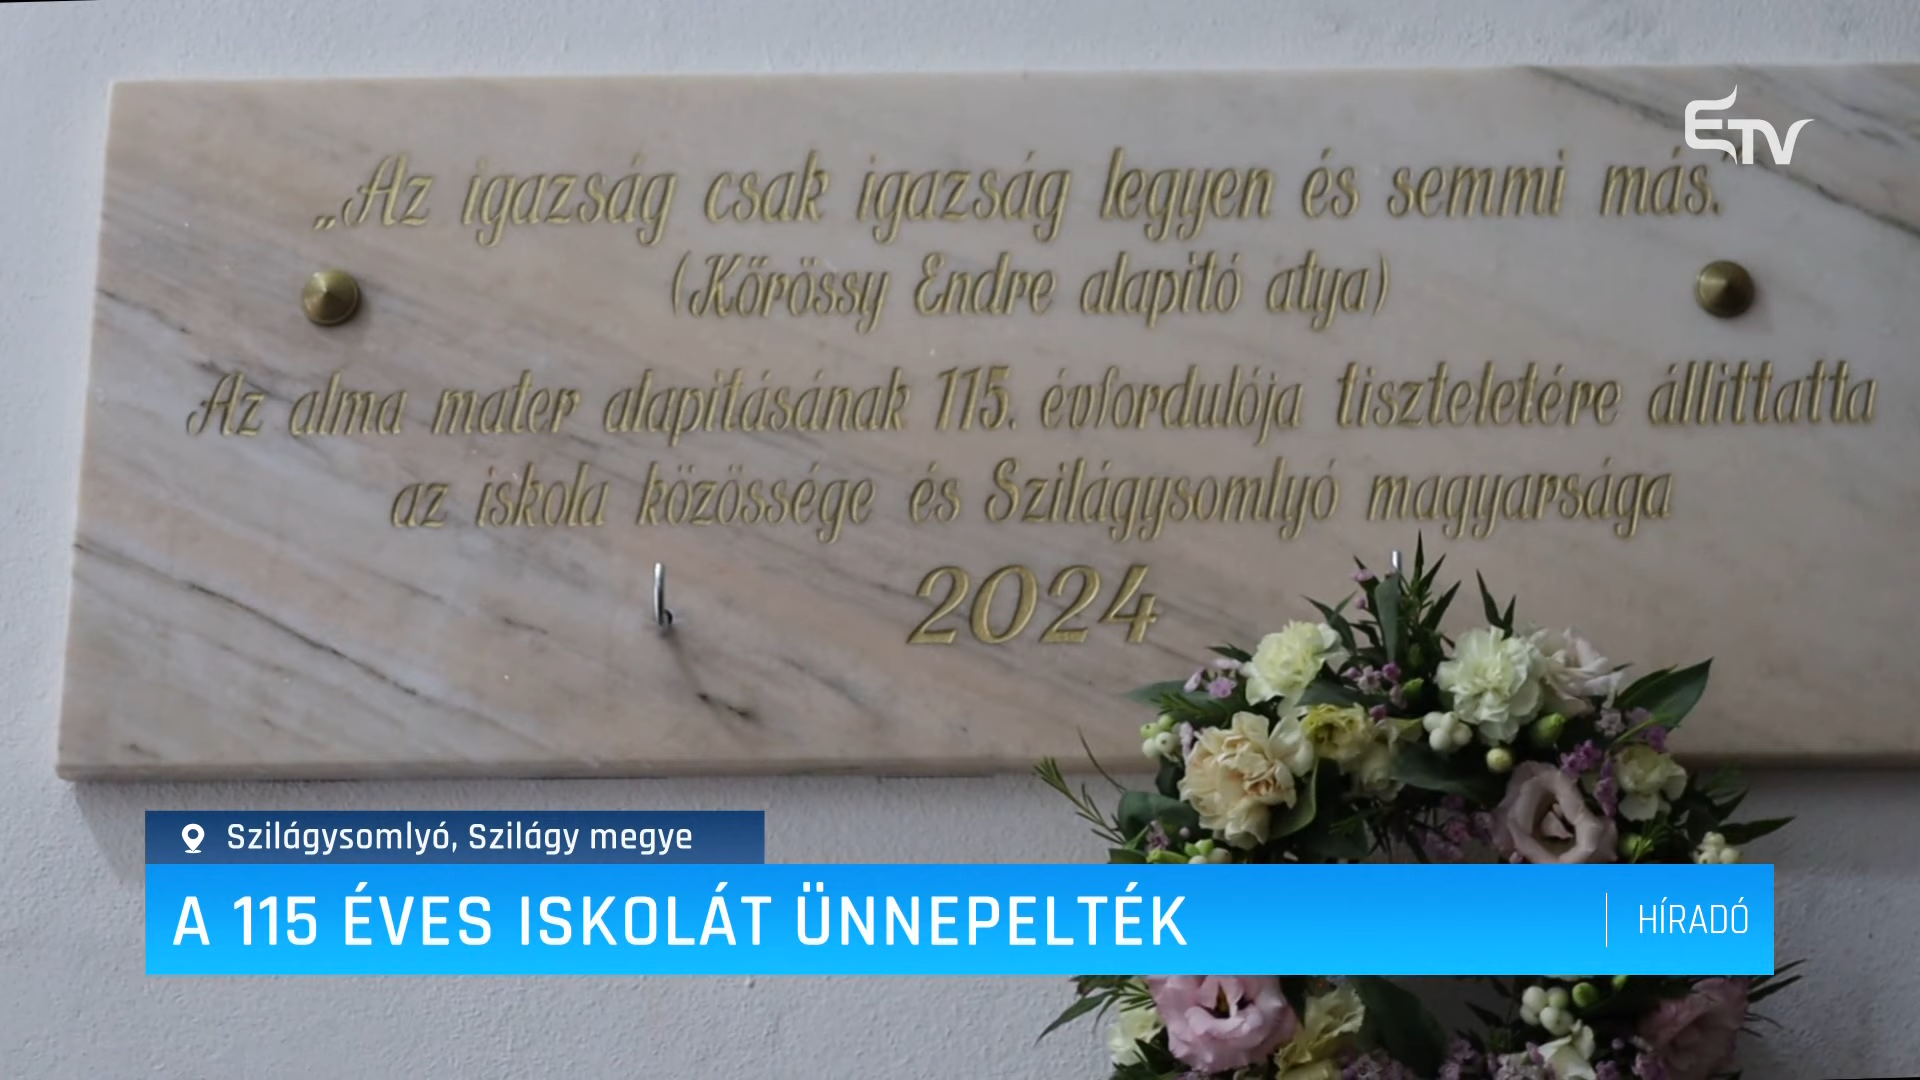 ETV
„Az igazság csak igazság legyen és semmi más.”
(Kőrössy Endre alapító atya)
Az alma mater alapításának 115. évfordulója tiszteletére állíttatta
az iskola közössége és Szilágysomlyó magyarsága
2024
Szilágysomlyó, Szilágy megye
A 115 ÉVES ISKOLÁT ÜNNEPELTÉK
HÍRADÓ